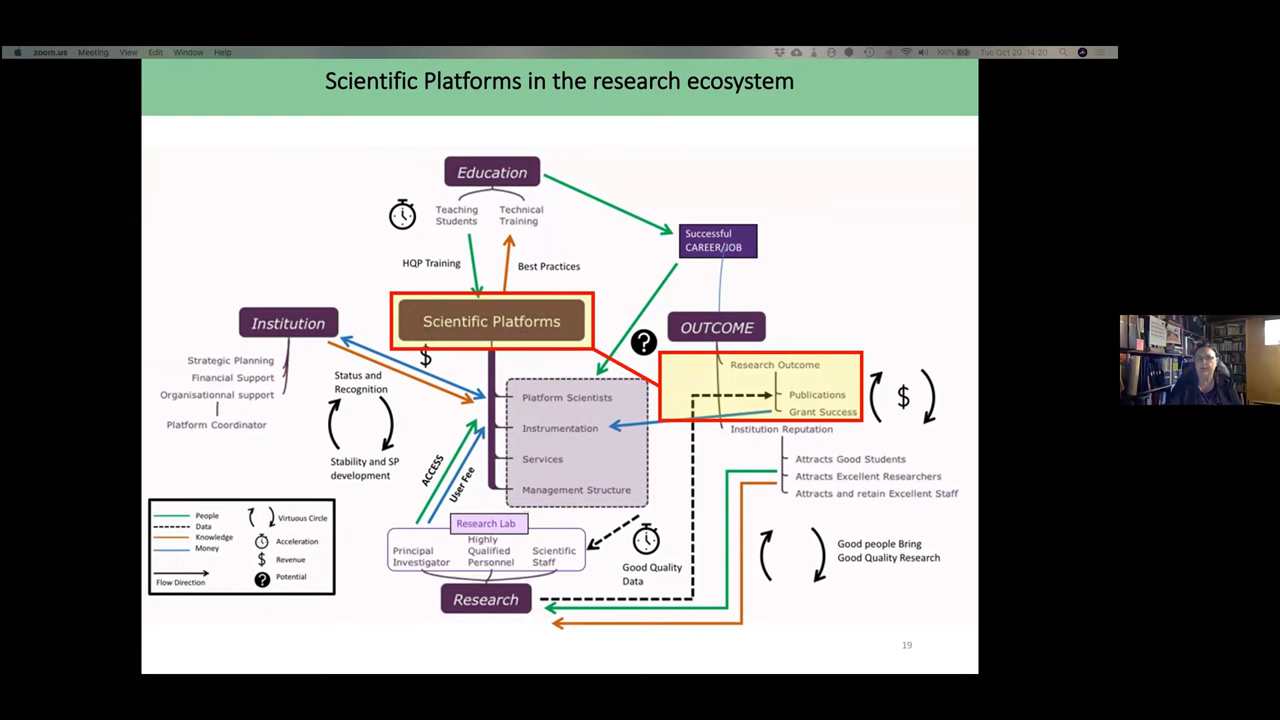 zoom.us Meeting View Edit Window Help
100% Tue Oct 20 14:20
Scientific Platforms in the research ecosystem
Education
Teaching
Students
Technical
Training
HQP Training
Best Practices
Successful
CAREER/JOB
Scientific Platforms
$
Institution
Strategic Planning
Financial Support
Organisationnal support
Platform Coordinator
Status and
Recognition
Stability and SP
development
?
OUTCOME
Research Outcome
Publications
Grant Success
$
Institution Reputation
Attracts Good Students
Attracts Excellent Researchers
Attracts and retain Excellent Staff
Platform Scientists
Instrumentation
Services
Management Structure
ACCESS
User Fee
Research Lab
Principal
Investigator
Highly
Qualified
Personnel
Scientific
Staff
Research
Good Quality
Data
Good people Bring
Good Quality Research
People
Data
Knowledge
Money
Flow Direction
Virtuous Circle
Acceleration
$ Revenue
? Potential
19